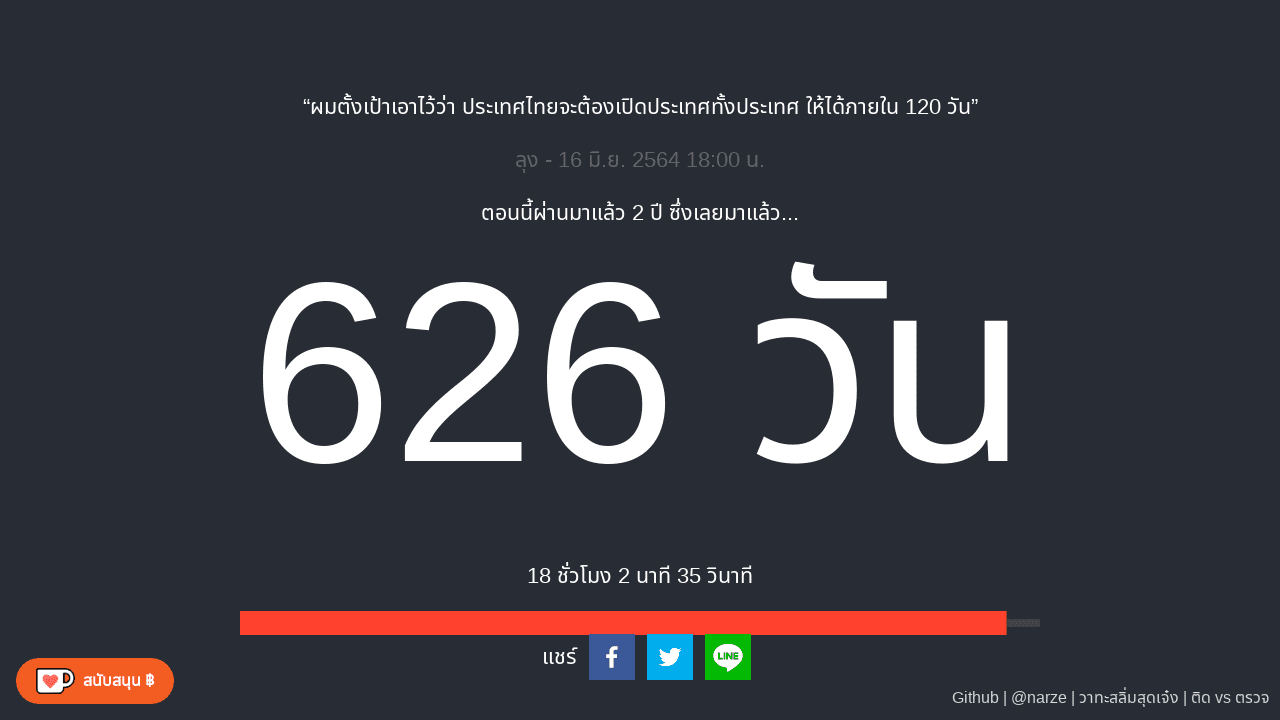 “ผมตั้งเป้าเอาไว้ว่า ประเทศไทยจะต้องเปิดประเทศทั้งประเทศ ให้ได้ภายใน 120 วัน”
ลุง - 16 มิ.ย. 2564 18:00 น.
ตอนนี้ผ่านมาแล้ว 2 ปี ซึ่งเลยมาแล้ว...
626 วัน
18 ชั่วโมง 2 นาที 35 วินาที
แชร์
LINE
สนับสนุน ฿
Github | @narze | วาทะสลิ่มสุดเจ๋ง | ติด vs ตรวจ